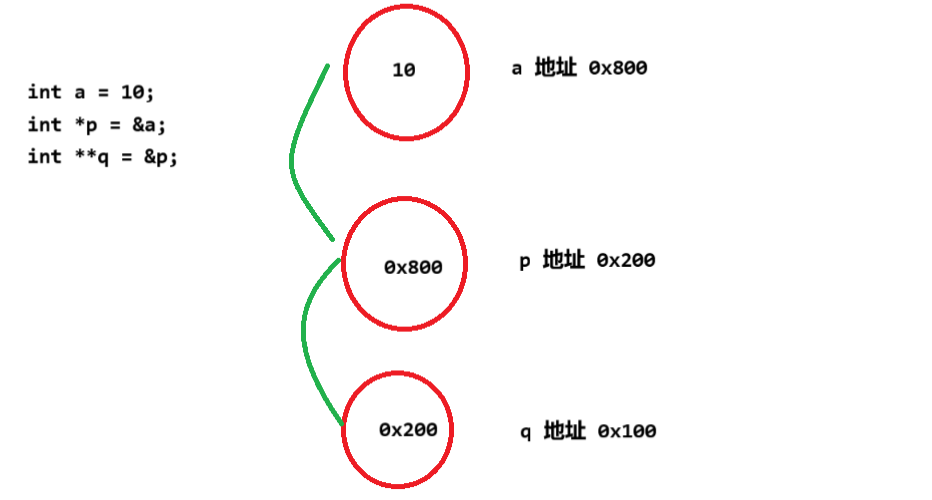 int a = 10;
int *p = &a;
int **q = &p;
10
a 地址 0x800
0x800
p 地址 0x200
0x200
q 地址 0x100